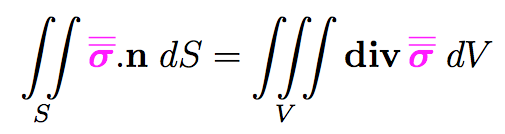 ∬_S σ̿.n dS = ∭_V div σ̿ dV